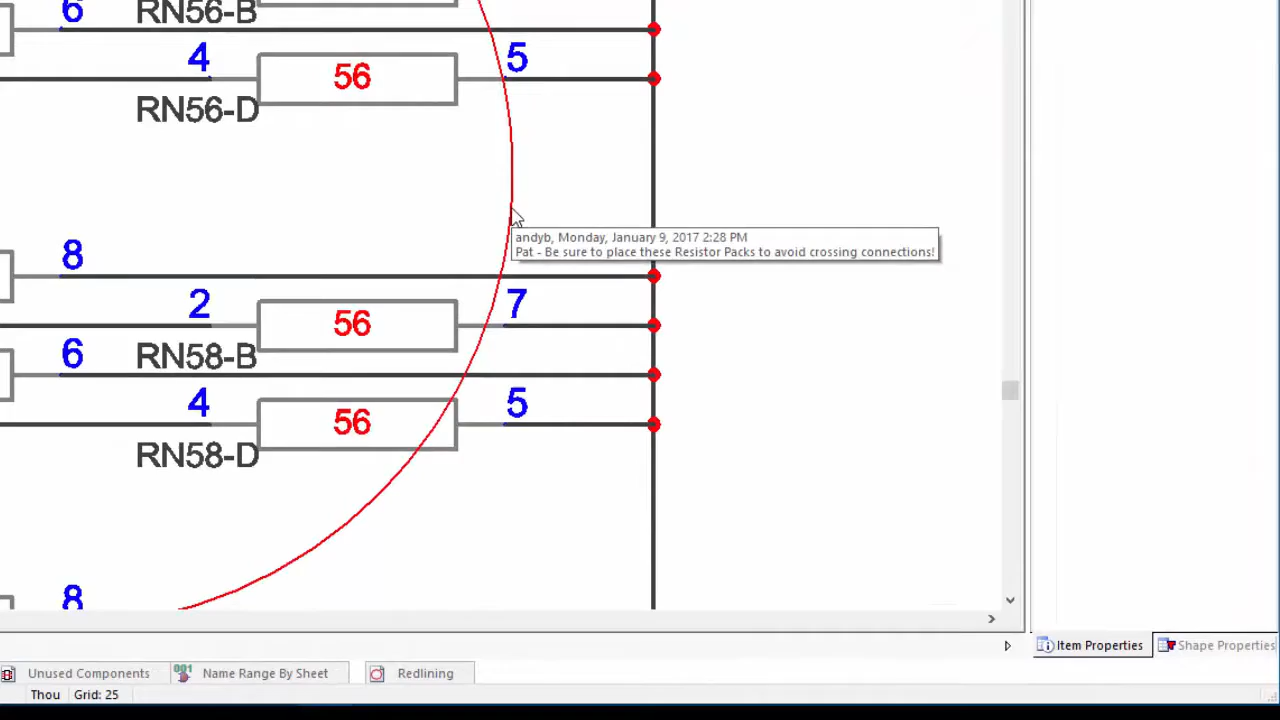 6
RN56-B
4 56 5
RN56-D
andyb, Monday, January 9, 2017 2:28 PM
Pat - Be sure to place these Resistor Packs to avoid crossing connections!
8
2 56 7
RN58-B
6
4 56 5
RN58-D
8
Item Properties Shape Properties
Unused Components Name Range By Sheet Redlining
Thou Grid: 25